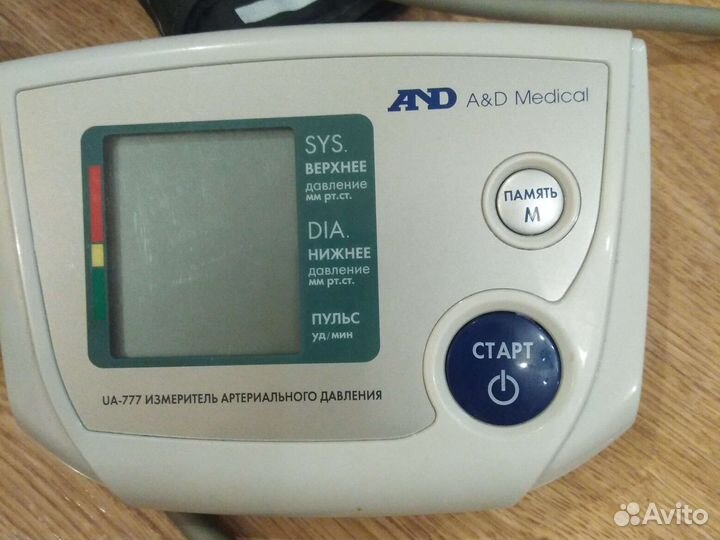 AND A&D Medical
SYS.
ВЕРХНЕЕ
давление
мм рт.ст.
DIA.
НИЖНЕЕ
давление
мм рт.ст.
ПУЛЬС
уд/мин
ПАМЯТЬ
М
СТАРТ
UA-777 ИЗМЕРИТЕЛЬ АРТЕРИАЛЬНОГО ДАВЛЕНИЯ
Avito